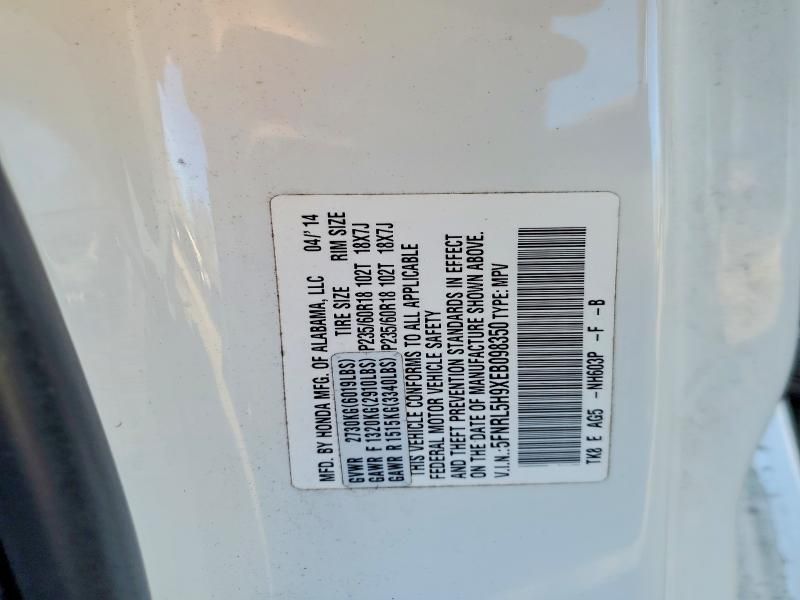 MFD. BY HONDA MFG. OF ALABAMA, LLC 04/'14
TIRE SIZE RIM SIZE
GVWR 2730KG(6019LBS)
GAWR F 1320KG(2910LBS) P235/60R18 102T 18X7J
GAWR R 1515KG(3340LBS) P235/60R18 102T 18X7J
THIS VEHICLE CONFORMS TO ALL APPLICABLE
FEDERAL MOTOR VEHICLE SAFETY
AND THEFT PREVENTION STANDARDS IN EFFECT
ON THE DATE OF MANUFACTURE SHOWN ABOVE.
V.I.N.:5FNRL5H9XEB098350 TYPE: MPV
TK8 E AG5 -NH603P -F -B